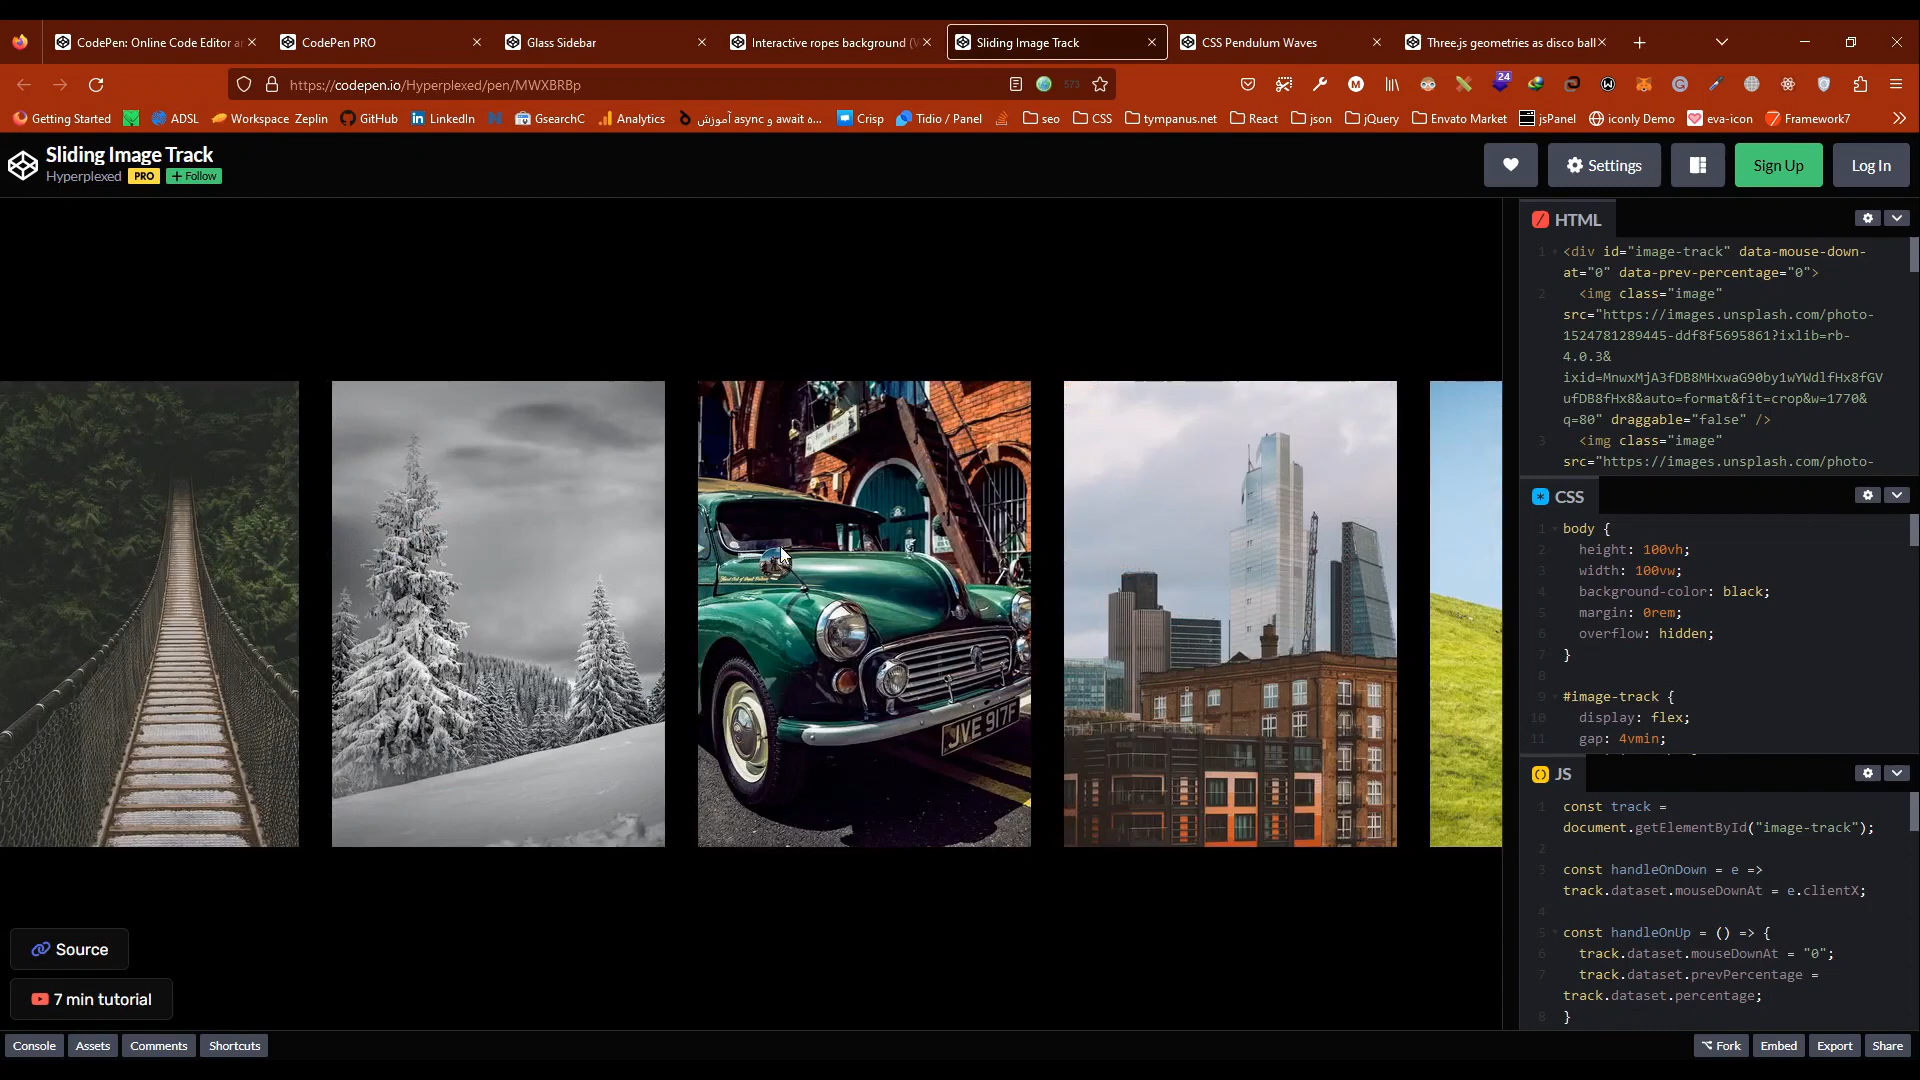 CodePen: Online Code Editor a
CodePen PRO
Glass Sidebar
Interactive ropes background (V
Sliding Image Track
CSS Pendulum Waves
Three.js geometries as disco ball
https://codepen.io/Hyperplexed/pen/MWXBRBp
573
24
Getting Started
ADSL
Workspace Zeplin
GitHub
LinkedIn
GsearchC
Analytics
آموزش async و await ...ه
Crisp
Tidio / Panel
seo
CSS
tympanus.net
React
json
jQuery
Envato Market
jsPanel
iconly Demo
eva-icon
Framework7
Sliding Image Track
Hyperplexed PRO + Follow
Settings
Sign Up
Log In
HTML
1 <div id="image-track" data-mouse-down-
at="0" data-prev-percentage="0">
2 <img class="image"
src="https://images.unsplash.com/photo-
1524781289445-ddf8f5695861?ixlib=rb-
4.0.3&
ixid=MnwxMjA3fDB8MHxwaG90by1wYWdlfHx8fGV
ufDB8fHx8&auto=format&fit=crop&w=1770&
q=80" draggable="false" />
3 <img class="image"
src="https://images.unsplash.com/photo-
CSS
1 body {
2 height: 100vh;
3 width: 100vw;
4 background-color: black;
5 margin: 0rem;
6 overflow: hidden;
7 }
8
9 #image-track {
10 display: flex;
11 gap: 4vmin;
JS
1 const track =
document.getElementById("image-track");
2
3 const handleOnDown = e =>
track.dataset.mouseDownAt = e.clientX;
4
5 const handleOnUp = () => {
6 track.dataset.mouseDownAt = "0";
7 track.dataset.prevPercentage =
track.dataset.percentage;
8 }
JVE 917F
Source
7 min tutorial
Console
Assets
Comments
Shortcuts
Fork
Embed
Export
Share